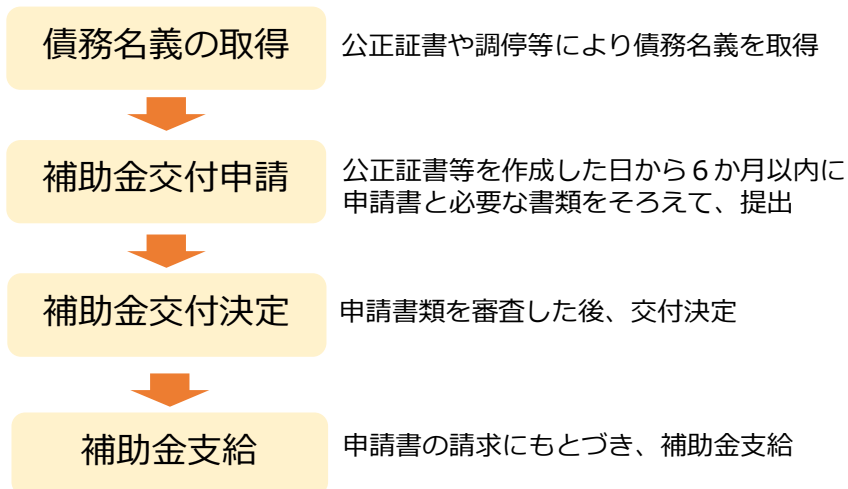 債務名義の取得
公正証書や調停等により債務名義を取得
補助金交付申請
公正証書等を作成した日から６か月以内に
申請書と必要な書類をそろえて、提出
補助金交付決定
申請書類を審査した後、交付決定
補助金支給
申請書の請求にもとづき、補助金支給